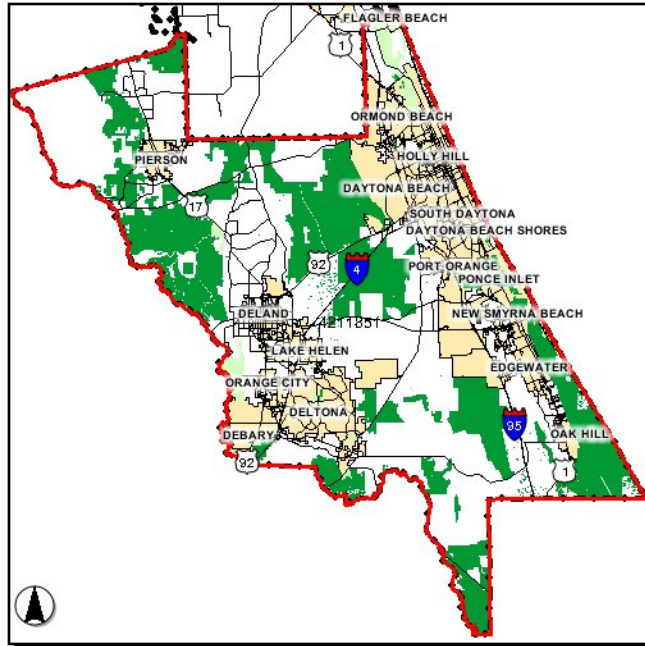 FLAGLER BEACH
1
ORMOND BEACH
HOLLY HILL
PIERSON
DAYTONA BEACH
17
SOUTH DAYTONA
DAYTONA BEACH SHORES
92
4
PORT ORANGE
PONCE INLET
DELAND
NEW SMYRNA BEACH
4211351
LAKE HELEN
EDGEWATER
ORANGE CITY
DELTONA
95
DEBARY
OAK HILL
92
1